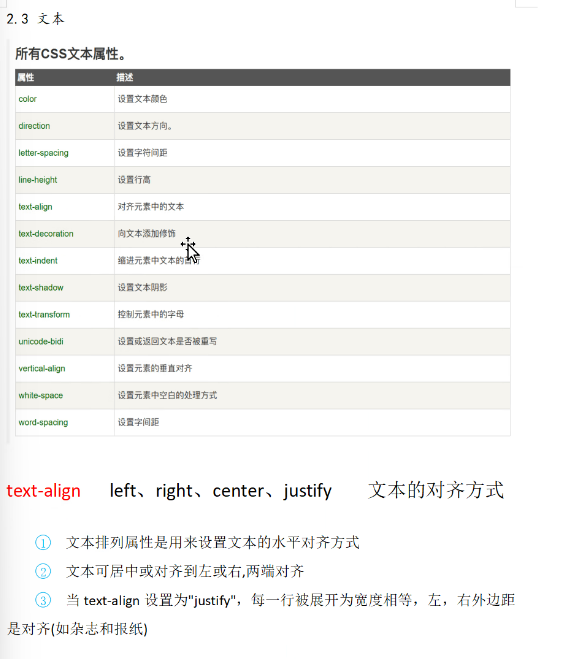 2.3 文本
所有CSS文本属性。
属性 描述
color 设置文本颜色
direction 设置文本方向。
letter-spacing 设置字符间距
line-height 设置行高
text-align 对齐元素中的文本
text-decoration 向文本添加修饰
text-indent 缩进元素中文本的
text-shadow 设置文本阴影
text-transform 控制元素中的字母
unicode-bidi 设置或返回文本是否被重写
vertical-align 设置元素的垂直对齐
white-space 设置元素中空白的处理方式
word-spacing 设置字间距
text-align left、right、center、justify 文本的对齐方式
① 文本排列属性是用来设置文本的水平对齐方式
② 文本可居中或对齐到左或右,两端对齐
③ 当 text-align 设置为"justify"，每一行被展开为宽度相等，左，右外边距
是对齐(如杂志和报纸)